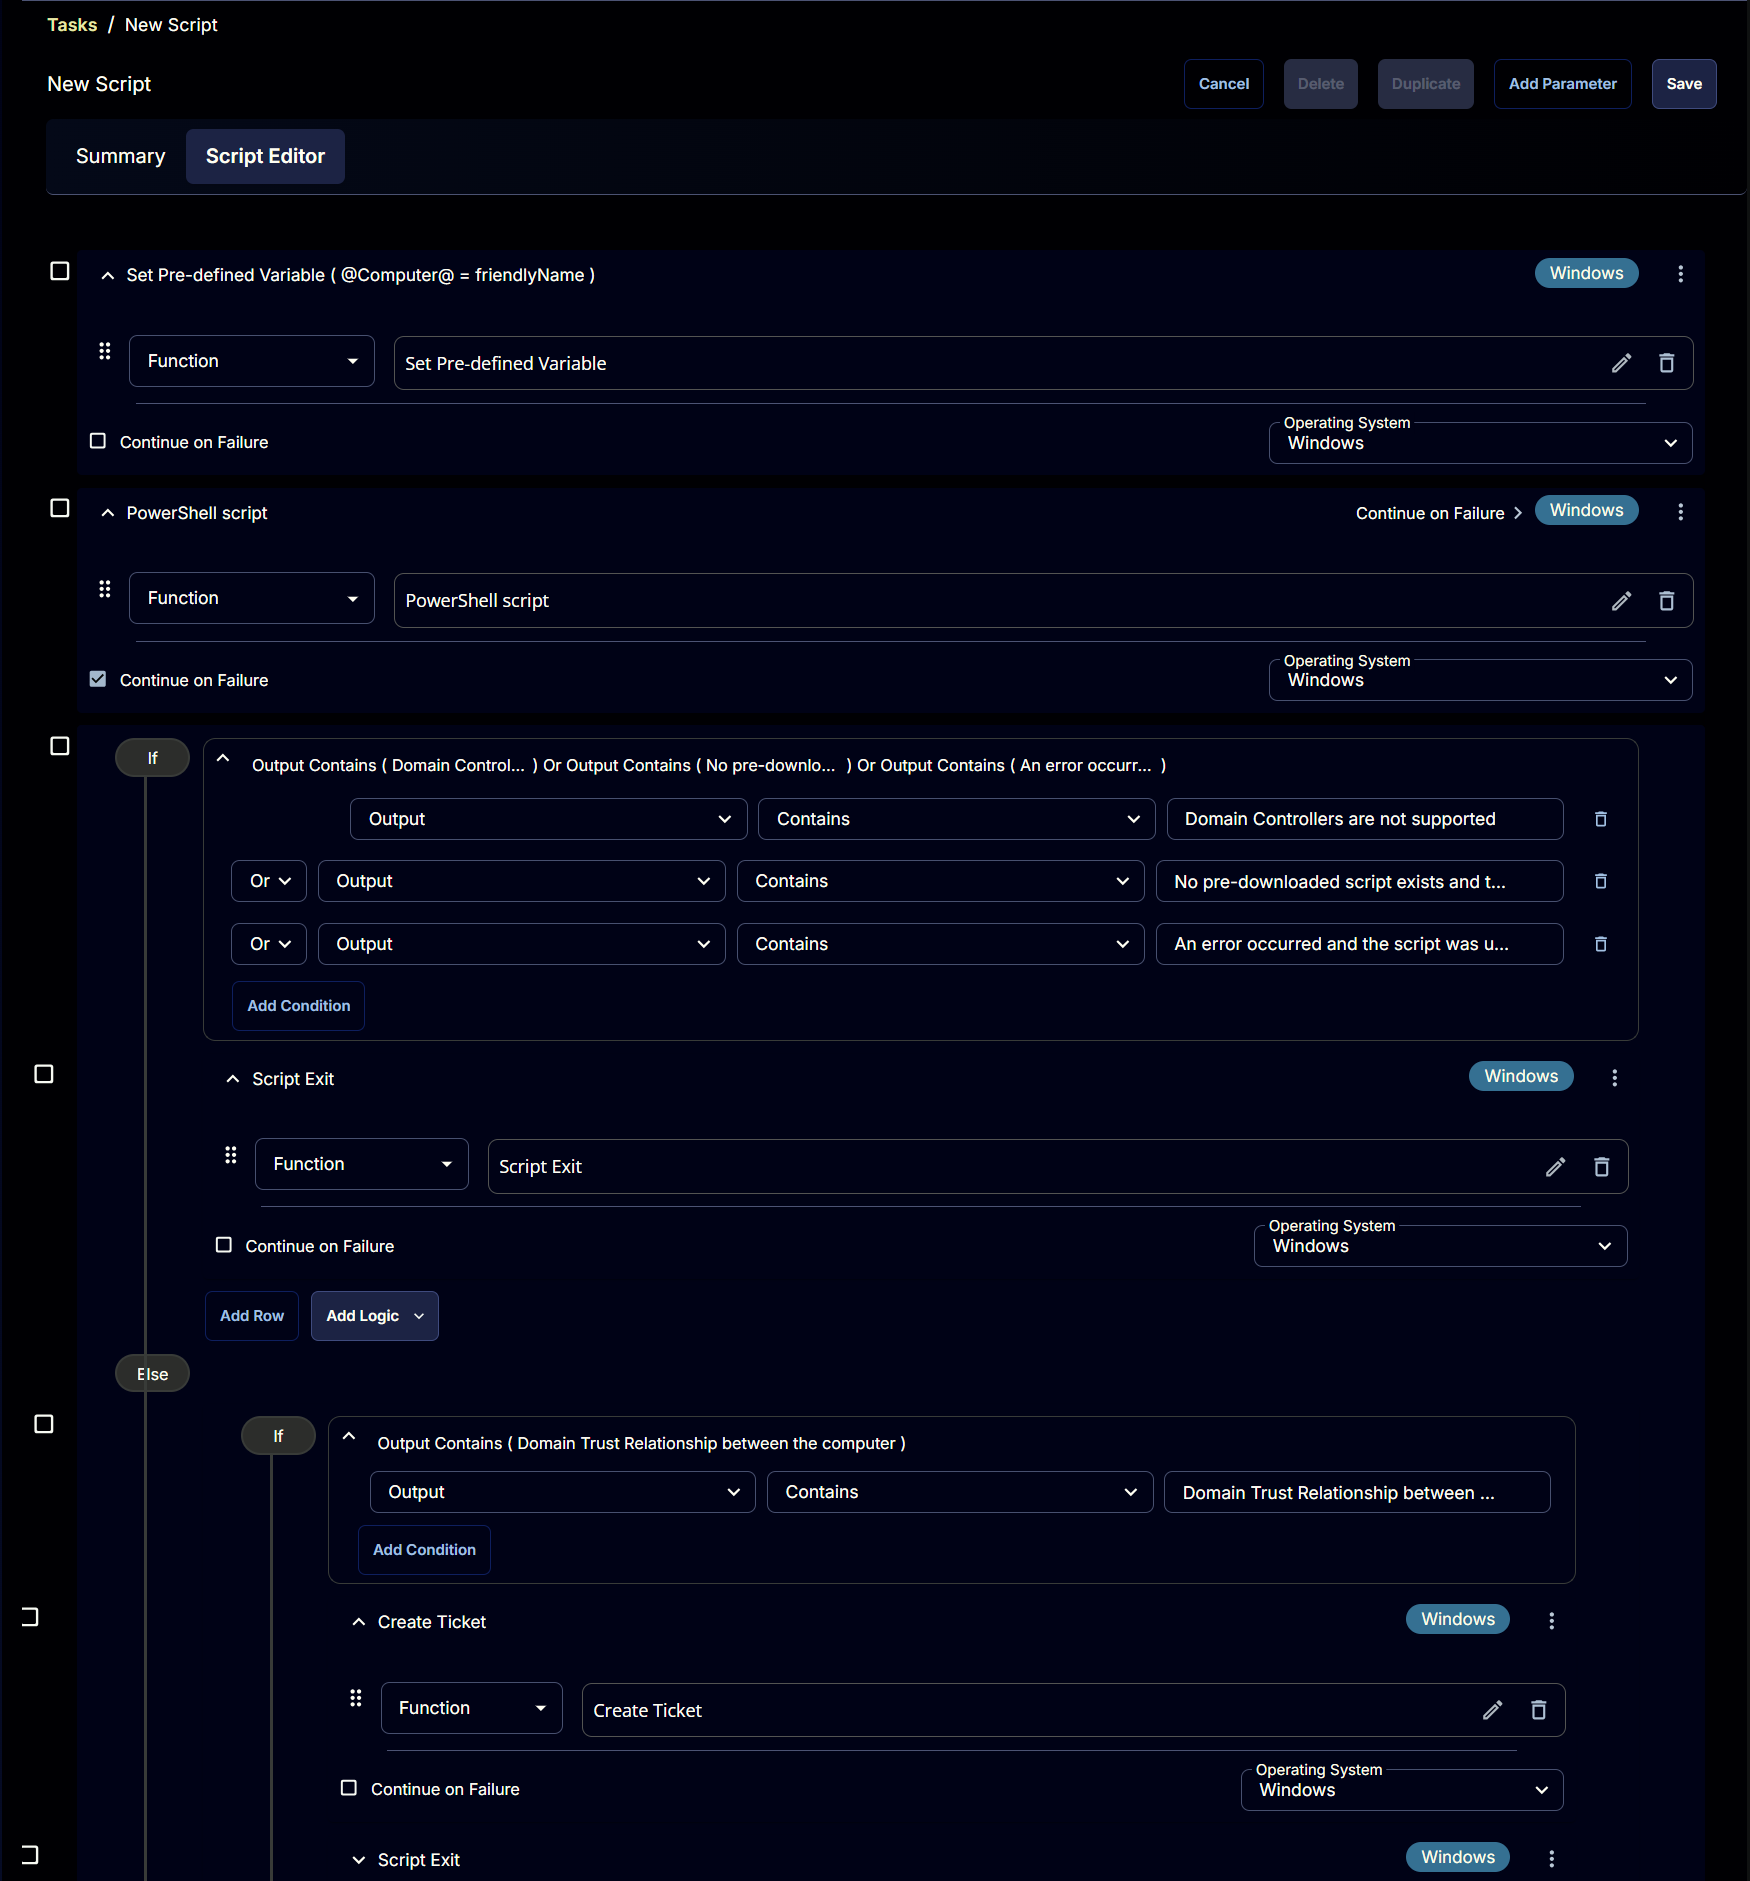 Tasks / New Script
New Script
Cancel
Delete
Duplicate
Add Parameter
Save
Summary
Script Editor
Set Pre-defined Variable ( @Computer@ = friendlyName )
Windows
Function
Set Pre-defined Variable
Continue on Failure
Operating System
Windows
PowerShell script
Continue on Failure
Windows
Function
PowerShell script
Continue on Failure
Operating System
Windows
If
Output Contains ( Domain Control... ) Or Output Contains ( No pre-downlo... ) Or Output Contains ( An error occurr... )
Output
Contains
Domain Controllers are not supported
Or
Output
Contains
No pre-downloaded script exists and t...
Or
Output
Contains
An error occurred and the script was u...
Add Condition
Script Exit
Windows
Function
Script Exit
Continue on Failure
Operating System
Windows
Add Row
Add Logic
Else
If
Output Contains ( Domain Trust Relationship between the computer )
Output
Contains
Domain Trust Relationship between ...
Add Condition
Create Ticket
Windows
Function
Create Ticket
Continue on Failure
Operating System
Windows
Script Exit
Windows